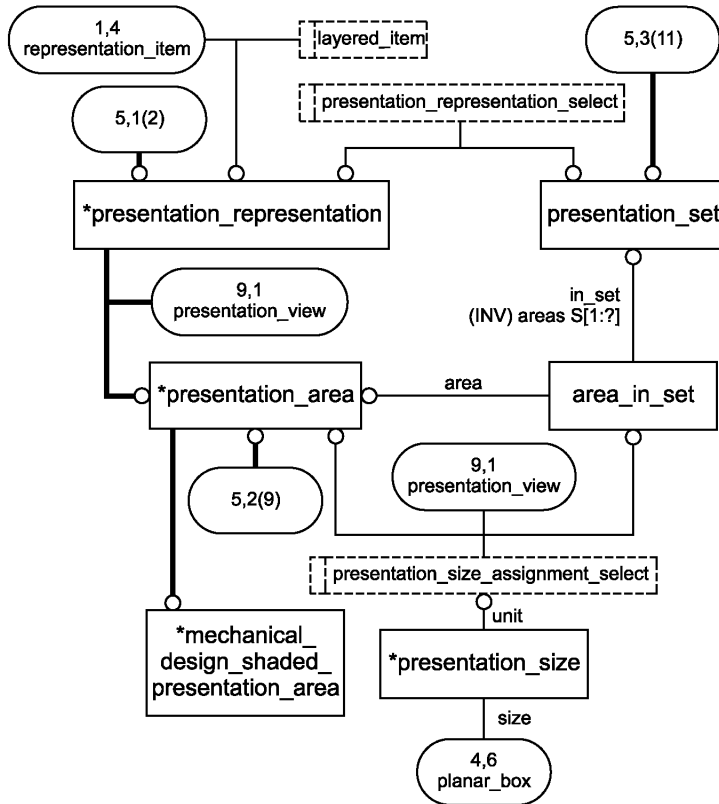 1,4
representation_item
layered_item
5,3(11)
presentation_representation_select
5,1(2)
*presentation_representation
presentation_set
9,1
presentation_view
in_set
(INV) areas S[1:?]
*presentation_area
area
area_in_set
9,1
presentation_view
5,2(9)
presentation_size_assignment_select
unit
*mechanical_
design_shaded_
presentation_area
*presentation_size
size
4,6
planar_box